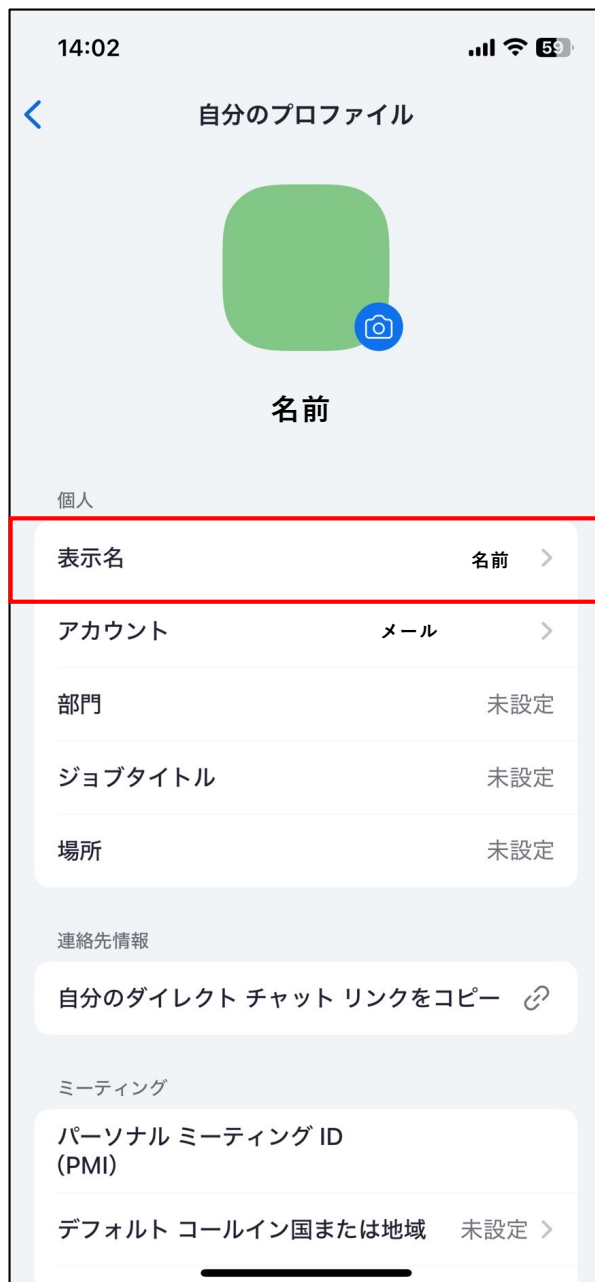 14:02
59
自分のプロファイル
名前
個人
表示名 名前
アカウント メール
部門 未設定
ジョブタイトル 未設定
場所 未設定
連絡先情報
自分のダイレクト チャット リンクをコピー
ミーティング
パーソナル ミーティング ID
(PMI)
デフォルト コールイン国または地域 未設定